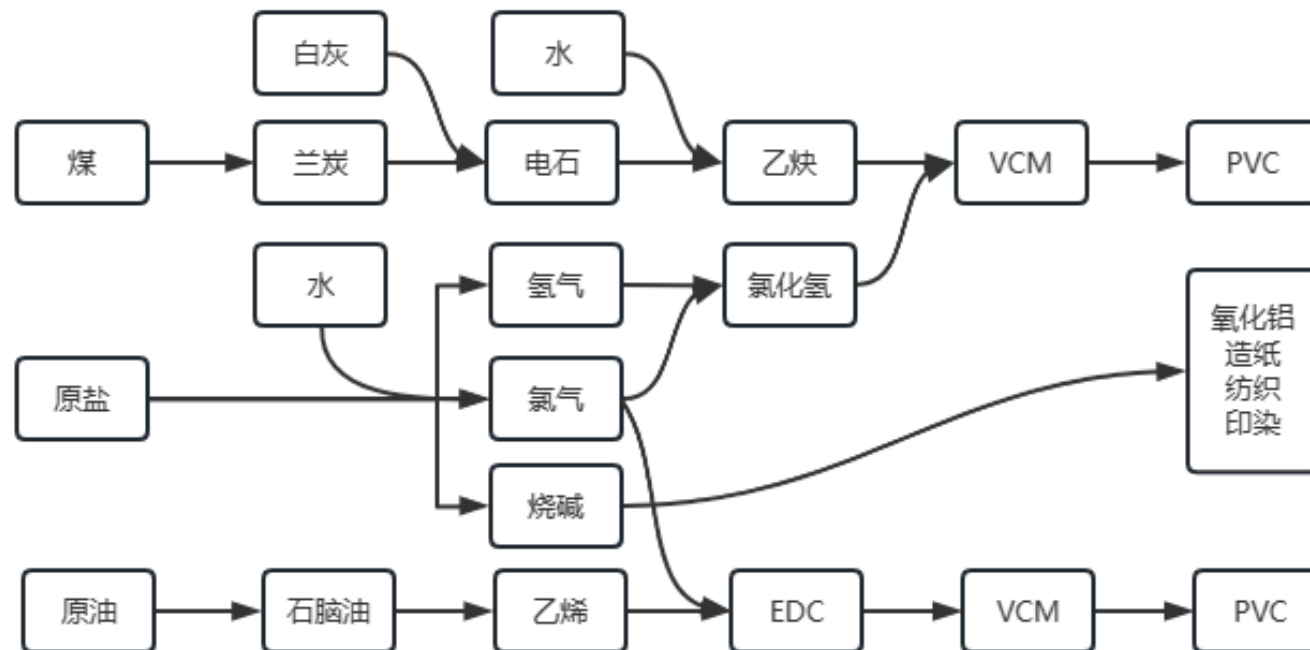 白灰
水
煤
兰炭
电石
乙炔
VCM
PVC
水
氢气
氯化氢
原盐
氯气
氧化铝
造纸
纺织
印染
烧碱
原油
石脑油
乙烯
EDC
VCM
PVC